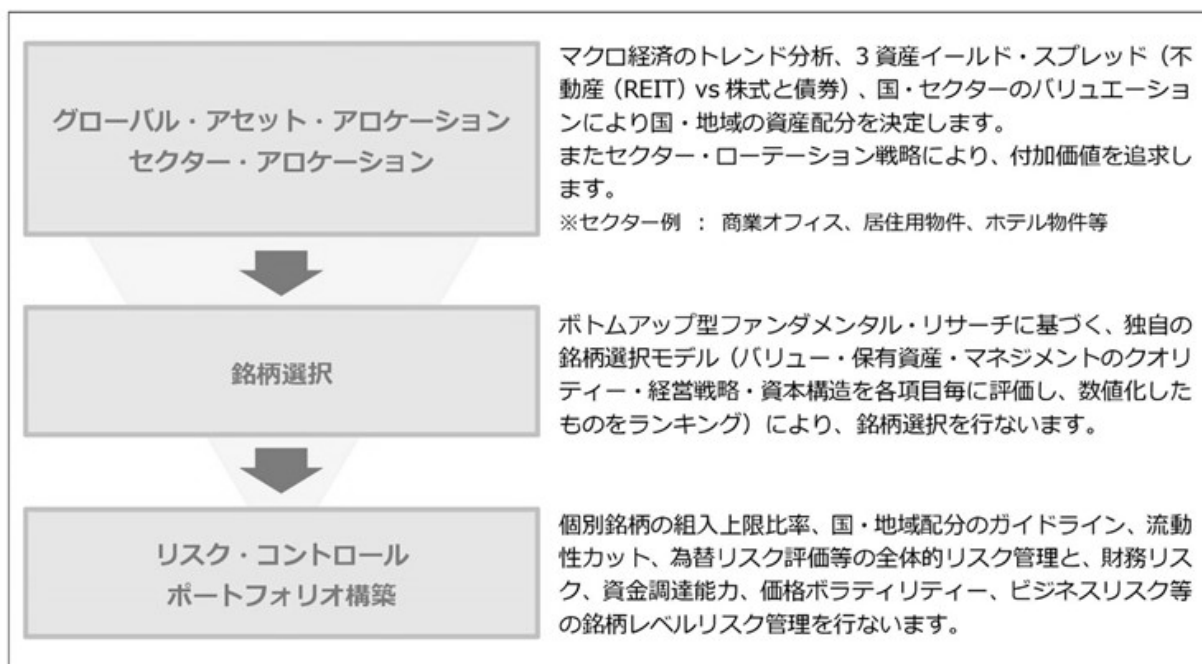 グローバル・アセット・アロケーション
セクター・アロケーション
マクロ経済のトレンド分析、3 資産イールド・スプレッド（不
動産（REIT）vs 株式と債券）、国・セクターのバリュエーショ
ンにより国・地域の資産配分を決定します。
またセクター・ローテーション戦略により、付加価値を追求し
ます。
※セクター例 ： 商業オフィス、居住用物件、ホテル物件等
銘柄選択
ボトムアップ型ファンダメンタル・リサーチに基づく、独自の
銘柄選択モデル（バリュー・保有資産・マネジメントのクオリ
ティー・経営戦略・資本構造を各項目毎に評価し、数値化した
ものをランキング）により、銘柄選択を行ないます。
リスク・コントロール
ポートフォリオ構築
個別銘柄の組入上限比率、国・地域配分のガイドライン、流動
性カット、為替リスク評価等の全体的リスク管理と、財務リス
ク、資金調達能力、価格ボラティリティー、ビジネスリスク等
の銘柄レベルリスク管理を行ないます。